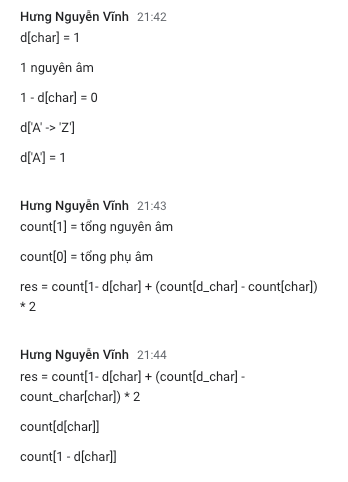 Hưng Nguyễn Vĩnh 21:42
d[char] = 1
1 nguyên âm
1 - d[char] = 0
d['A' -> 'Z']
d['A'] = 1
Hưng Nguyễn Vĩnh 21:43
count[1] = tổng nguyên âm
count[0] = tổng phụ âm
res = count[1- d[char] + (count[d_char] - count[char])
* 2
Hưng Nguyễn Vĩnh 21:44
res = count[1- d[char] + (count[d_char] -
count_char[char]) * 2
count[d[char]]
count[1 - d[char]]